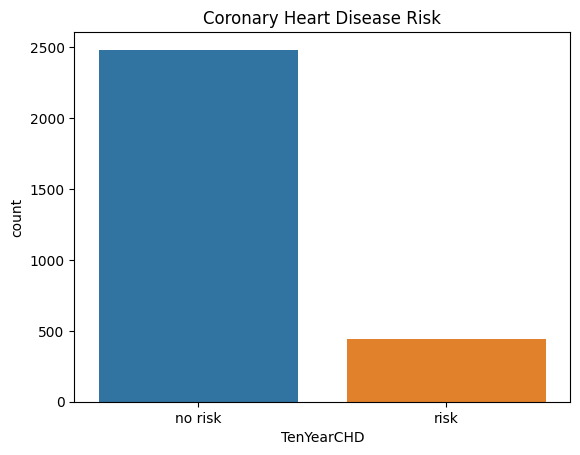 Coronary Heart Disease Risk
2500
2000
1500
1000
500
0
count
no risk
risk
TenYearCHD